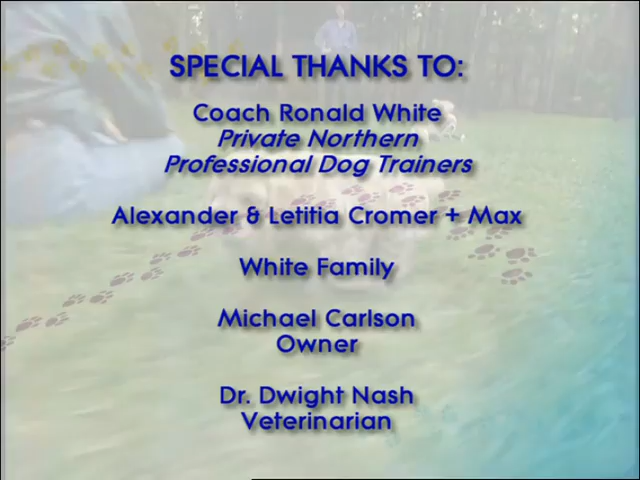 SPECIAL THANKS TO:
Coach Ronald White
Private Northern
Professional Dog Trainers
Alexander & Letitia Cromer + Max
White Family
Michael Carlson
Owner
Dr. Dwight Nash
Veterinarian